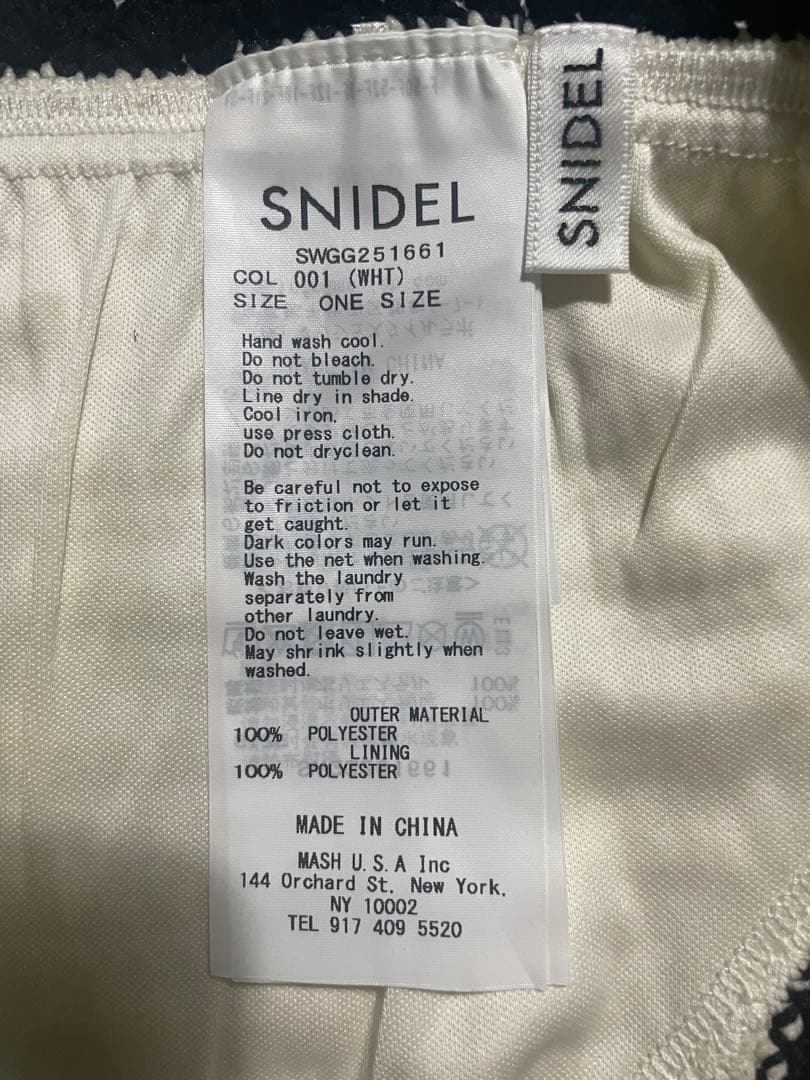 SNIDEL
SNIDEL
SWGG251661
COL 001 (WHT)
SIZE ONE SIZE
Hand wash cool.
Do not bleach.
Do not tumble dry.
Line dry in shade.
Cool iron,
use press cloth.
Do not dryclean.
Be careful not to expose
to friction or let it
get caught.
Dark colors may run.
Use the net when washing.
Wash the laundry
separately from
other laundry.
Do not leave wet.
May shrink slightly when
washed.
OUTER MATERIAL
100% POLYESTER
LINING
100% POLYESTER
MADE IN CHINA
MASH U.S.A Inc
144 Orchard St, New York,
NY 10002
TEL 917 409 5520